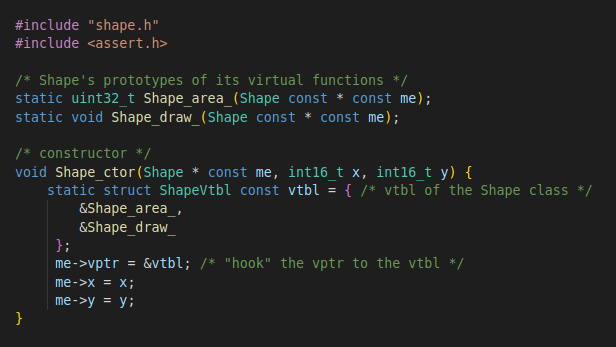 #include "shape.h"
#include <assert.h>

/* Shape's prototypes of its virtual functions */
static uint32_t Shape_area_(Shape const * const me);
static void Shape_draw_(Shape const * const me);

/* constructor */
void Shape_ctor(Shape * const me, int16_t x, int16_t y) {
    static struct ShapeVtbl const vtbl = { /* vtbl of the Shape class */
        &Shape_area_,
        &Shape_draw_
     };
     me->vptr = &vtbl; /* "hook" the vptr to the vtbl */
     me->x = x;
     me->y = y;
}